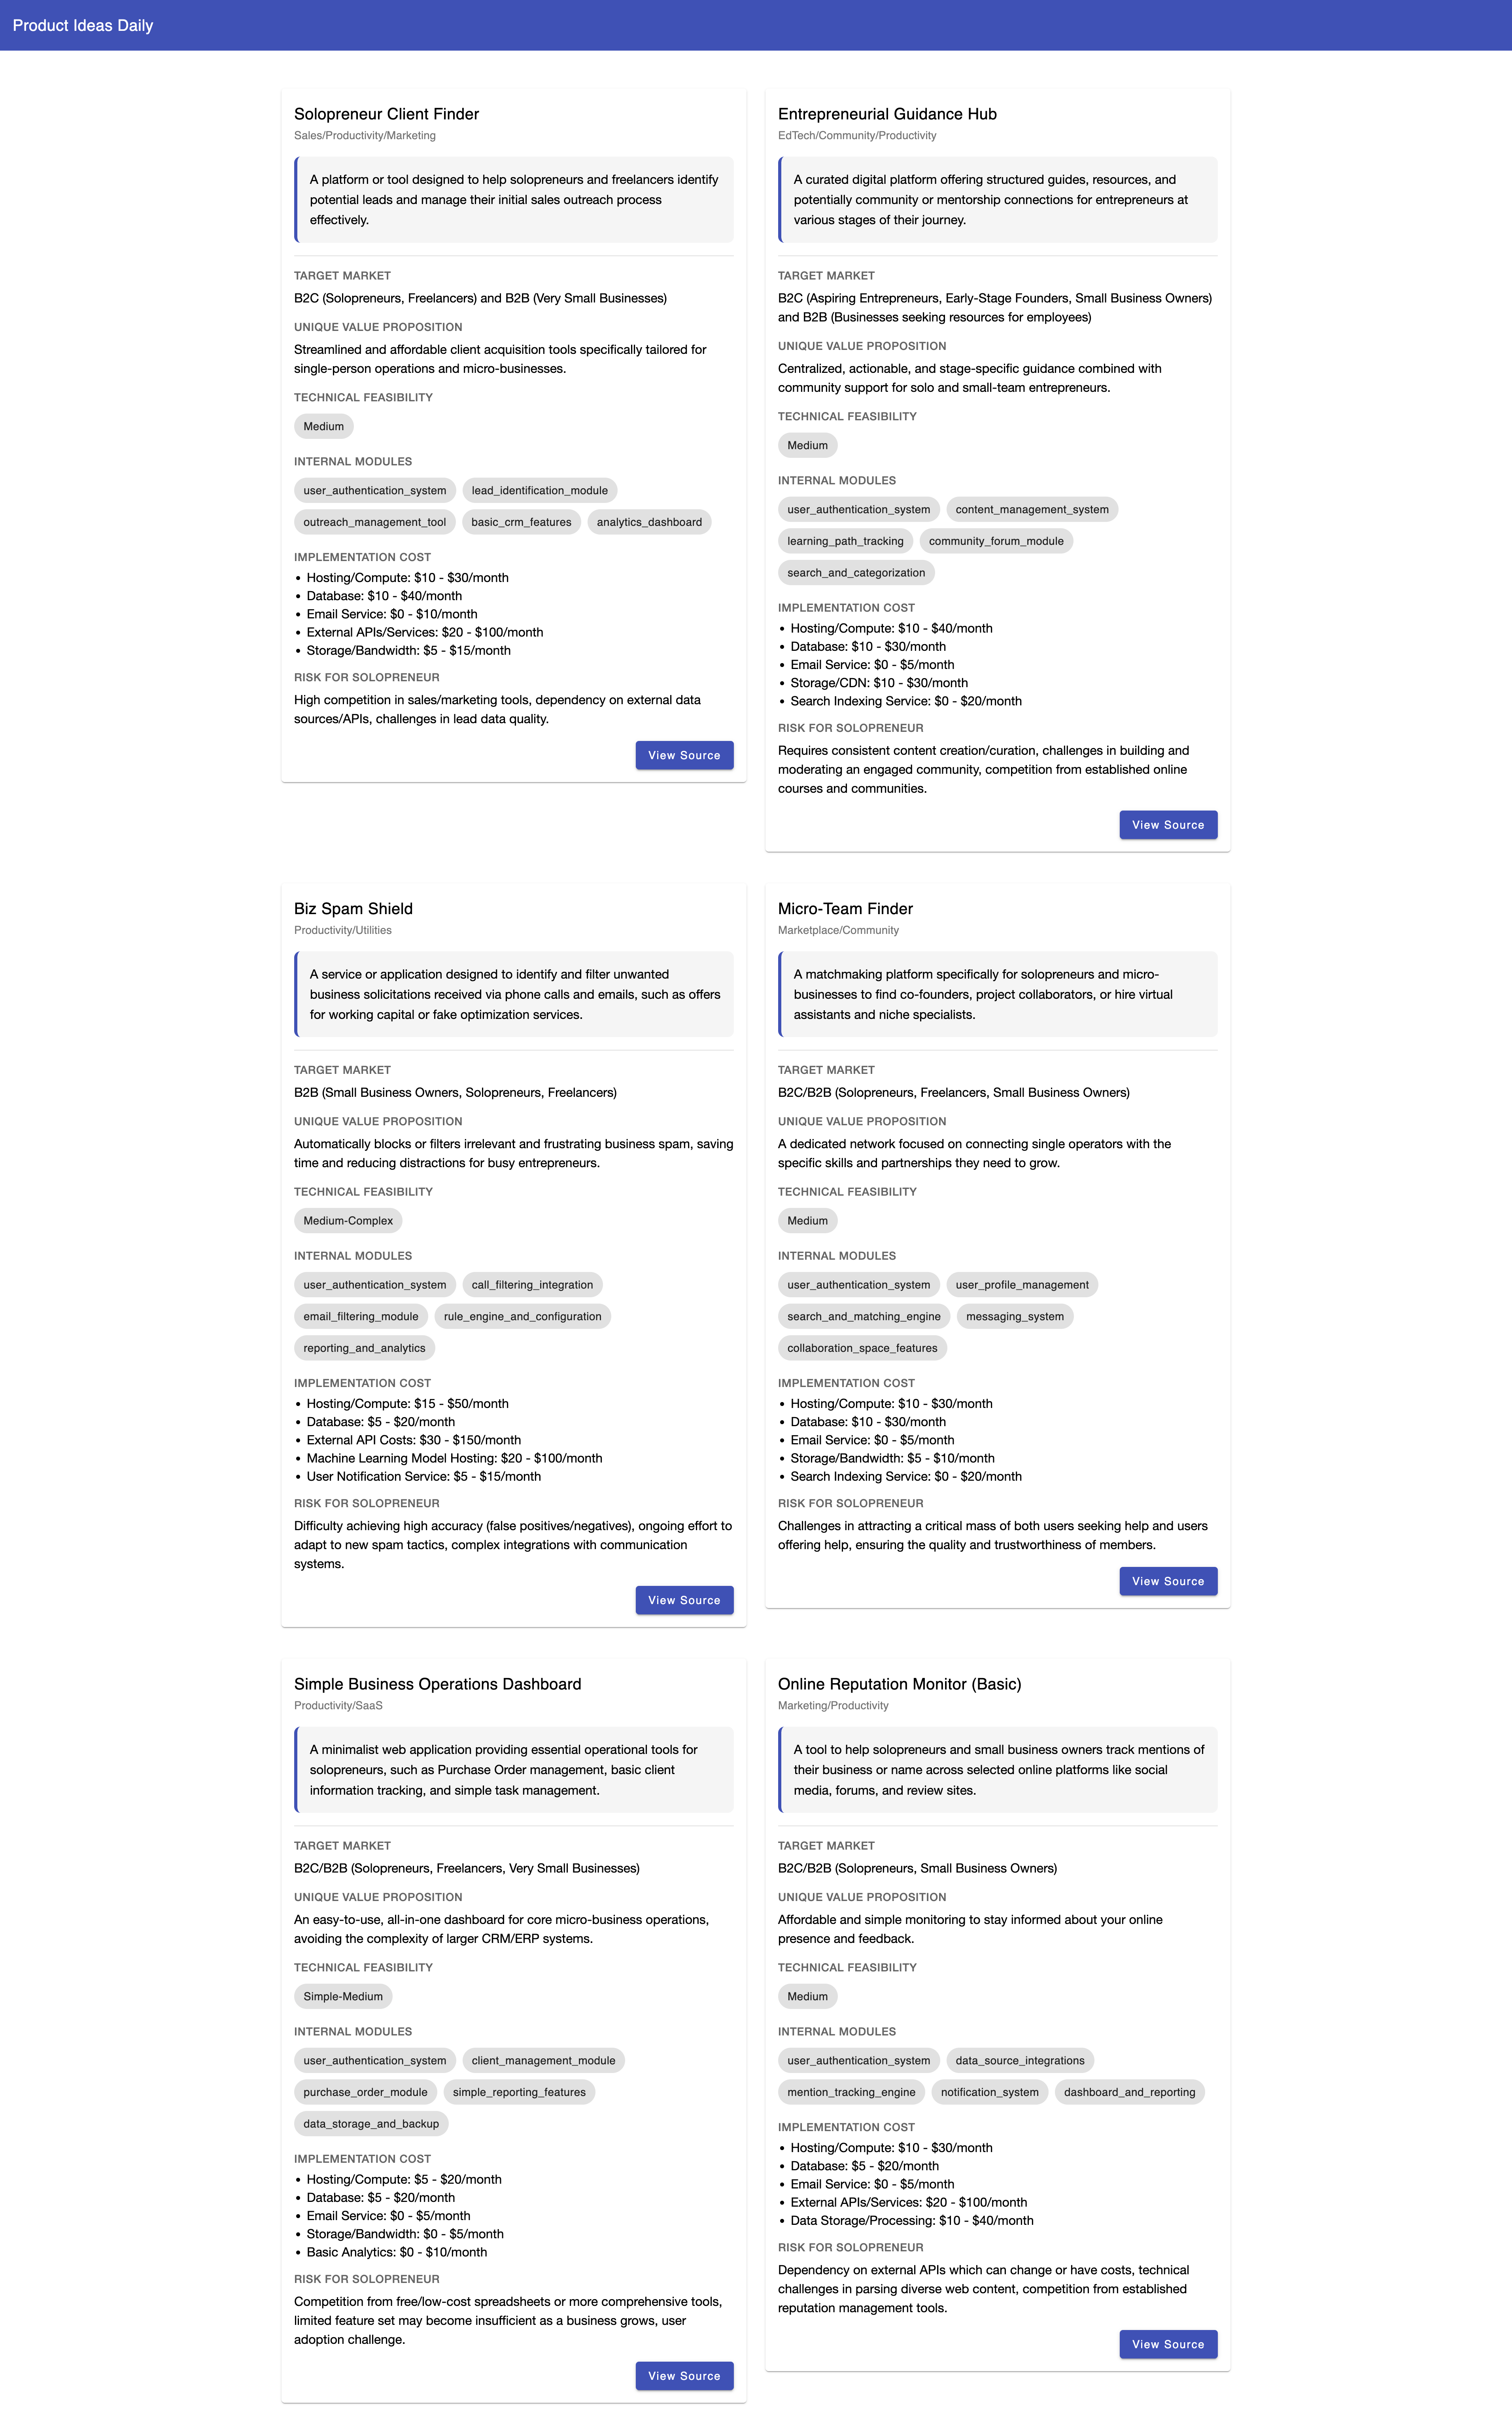 Product Ideas Daily
Solopreneur Client Finder
Sales/Productivity/Marketing
A platform or tool designed to help solopreneurs and freelancers identify
potential leads and manage their initial sales outreach process
effectively.
TARGET MARKET
B2C (Solopreneurs, Freelancers) and B2B (Very Small Businesses)
UNIQUE VALUE PROPOSITION
Streamlined and affordable client acquisition tools specifically tailored for
single-person operations and micro-businesses.
TECHNICAL FEASIBILITY
Medium
INTERNAL MODULES
user_authentication_system lead_identification_module
outreach_management_tool basic_crm_features analytics_dashboard
IMPLEMENTATION COST
• Hosting/Compute: $10 - $30/month
• Database: $10 - $40/month
• Email Service: $0 - $10/month
• External APIs/Services: $20 - $100/month
• Storage/Bandwidth: $5 - $15/month
RISK FOR SOLOPRENEUR
High competition in sales/marketing tools, dependency on external data
sources/APIs, challenges in lead data quality.
View Source
Entrepreneurial Guidance Hub
EdTech/Community/Productivity
A curated digital platform offering structured guides, resources, and
potentially community or mentorship connections for entrepreneurs at
various stages of their journey.
TARGET MARKET
B2C (Aspiring Entrepreneurs, Early-Stage Founders, Small Business Owners)
and B2B (Businesses seeking resources for employees)
UNIQUE VALUE PROPOSITION
Centralized, actionable, and stage-specific guidance combined with
community support for solo and small-team entrepreneurs.
TECHNICAL FEASIBILITY
Medium
INTERNAL MODULES
user_authentication_system content_management_system
learning_path_tracking community_forum_module
search_and_categorization
IMPLEMENTATION COST
• Hosting/Compute: $10 - $40/month
• Database: $10 - $30/month
• Email Service: $0 - $5/month
• Storage/CDN: $10 - $30/month
• Search Indexing Service: $0 - $20/month
RISK FOR SOLOPRENEUR
Requires consistent content creation/curation, challenges in building and
moderating an engaged community, competition from established online
courses and communities.
View Source
Biz Spam Shield
Productivity/Utilities
A service or application designed to identify and filter unwanted
business solicitations received via phone calls and emails, such as offers
for working capital or fake optimization services.
TARGET MARKET
B2B (Small Business Owners, Solopreneurs, Freelancers)
UNIQUE VALUE PROPOSITION
Automatically blocks or filters irrelevant and frustrating business spam, saving
time and reducing distractions for busy entrepreneurs.
TECHNICAL FEASIBILITY
Medium-Complex
INTERNAL MODULES
user_authentication_system call_filtering_integration
email_filtering_module rule_engine_and_configuration
reporting_and_analytics
IMPLEMENTATION COST
• Hosting/Compute: $15 - $50/month
• Database: $5 - $20/month
• External API Costs: $30 - $150/month
• Machine Learning Model Hosting: $20 - $100/month
• User Notification Service: $5 - $15/month
RISK FOR SOLOPRENEUR
Difficulty achieving high accuracy (false positives/negatives), ongoing effort to
adapt to new spam tactics, complex integrations with communication
systems.
View Source
Micro-Team Finder
Marketplace/Community
A matchmaking platform specifically for solopreneurs and micro-
businesses to find co-founders, project collaborators, or hire virtual
assistants and niche specialists.
TARGET MARKET
B2C/B2B (Solopreneurs, Freelancers, Small Business Owners)
UNIQUE VALUE PROPOSITION
A dedicated network focused on connecting single operators with the
specific skills and partnerships they need to grow.
TECHNICAL FEASIBILITY
Medium
INTERNAL MODULES
user_authentication_system user_profile_management
search_and_matching_engine messaging_system
collaboration_space_features
IMPLEMENTATION COST
• Hosting/Compute: $10 - $30/month
• Database: $10 - $30/month
• Email Service: $0 - $5/month
• Storage/Bandwidth: $5 - $10/month
• Search Indexing Service: $0 - $20/month
RISK FOR SOLOPRENEUR
Challenges in attracting a critical mass of both users seeking help and users
offering help, ensuring the quality and trustworthiness of members.
View Source
Simple Business Operations Dashboard
Productivity/SaaS
A minimalist web application providing essential operational tools for
solopreneurs, such as Purchase Order management, basic client
information tracking, and simple task management.
TARGET MARKET
B2C/B2B (Solopreneurs, Freelancers, Very Small Businesses)
UNIQUE VALUE PROPOSITION
An easy-to-use, all-in-one dashboard for core micro-business operations,
avoiding the complexity of larger CRM/ERP systems.
TECHNICAL FEASIBILITY
Simple-Medium
INTERNAL MODULES
user_authentication_system client_management_module
purchase_order_module simple_reporting_features
data_storage_and_backup
IMPLEMENTATION COST
• Hosting/Compute: $5 - $20/month
• Database: $5 - $20/month
• Email Service: $0 - $5/month
• Storage/Bandwidth: $0 - $5/month
• Basic Analytics: $0 - $10/month
RISK FOR SOLOPRENEUR
Competition from free/low-cost spreadsheets or more comprehensive tools,
limited feature set may become insufficient as a business grows, user
adoption challenge.
View Source
Online Reputation Monitor (Basic)
Marketing/Productivity
A tool to help solopreneurs and small business owners track mentions of
their business or name across selected online platforms like social
media, forums, and review sites.
TARGET MARKET
B2C/B2B (Solopreneurs, Small Business Owners)
UNIQUE VALUE PROPOSITION
Affordable and simple monitoring to stay informed about your online
presence and feedback.
TECHNICAL FEASIBILITY
Medium
INTERNAL MODULES
user_authentication_system data_source_integrations
mention_tracking_engine notification_system dashboard_and_reporting
IMPLEMENTATION COST
• Hosting/Compute: $10 - $30/month
• Database: $5 - $20/month
• Email Service: $0 - $5/month
• External APIs/Services: $20 - $100/month
• Data Storage/Processing: $10 - $40/month
RISK FOR SOLOPRENEUR
Dependency on external APIs which can change or have costs, technical
challenges in parsing diverse web content, competition from established
reputation management tools.
View Source